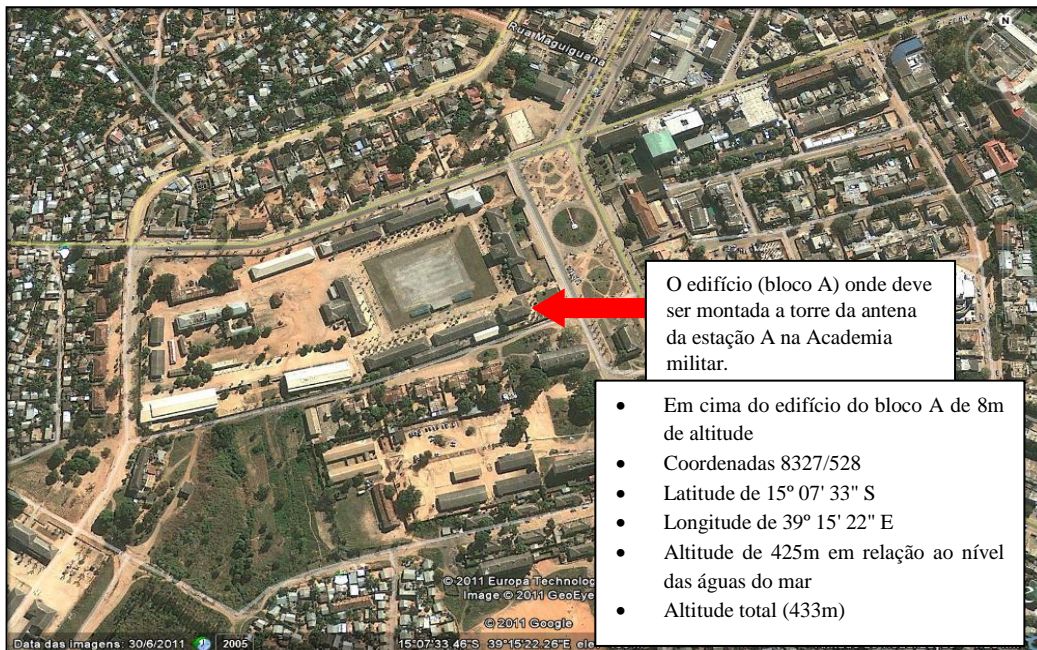 Rua Maguiguana
N
O edifício (bloco A) onde deve
ser montada a torre da antena
da estação A na Academia
militar.
• Em cima do edifício do bloco A de 8m
de altitude
• Coordenadas 8327/528
• Latitude de 15º 07' 33" S
• Longitude de 39º 15' 22" E
• Altitude de 425m em relação ao nível
das águas do mar
• Altitude total (433m)
© 2011 Europa Technolog
Image © 2011 GeoEye
© 2011 Google
Data das imagens: 30/6/2011 2005 15°07'33.46"S 39°15'22.26"E